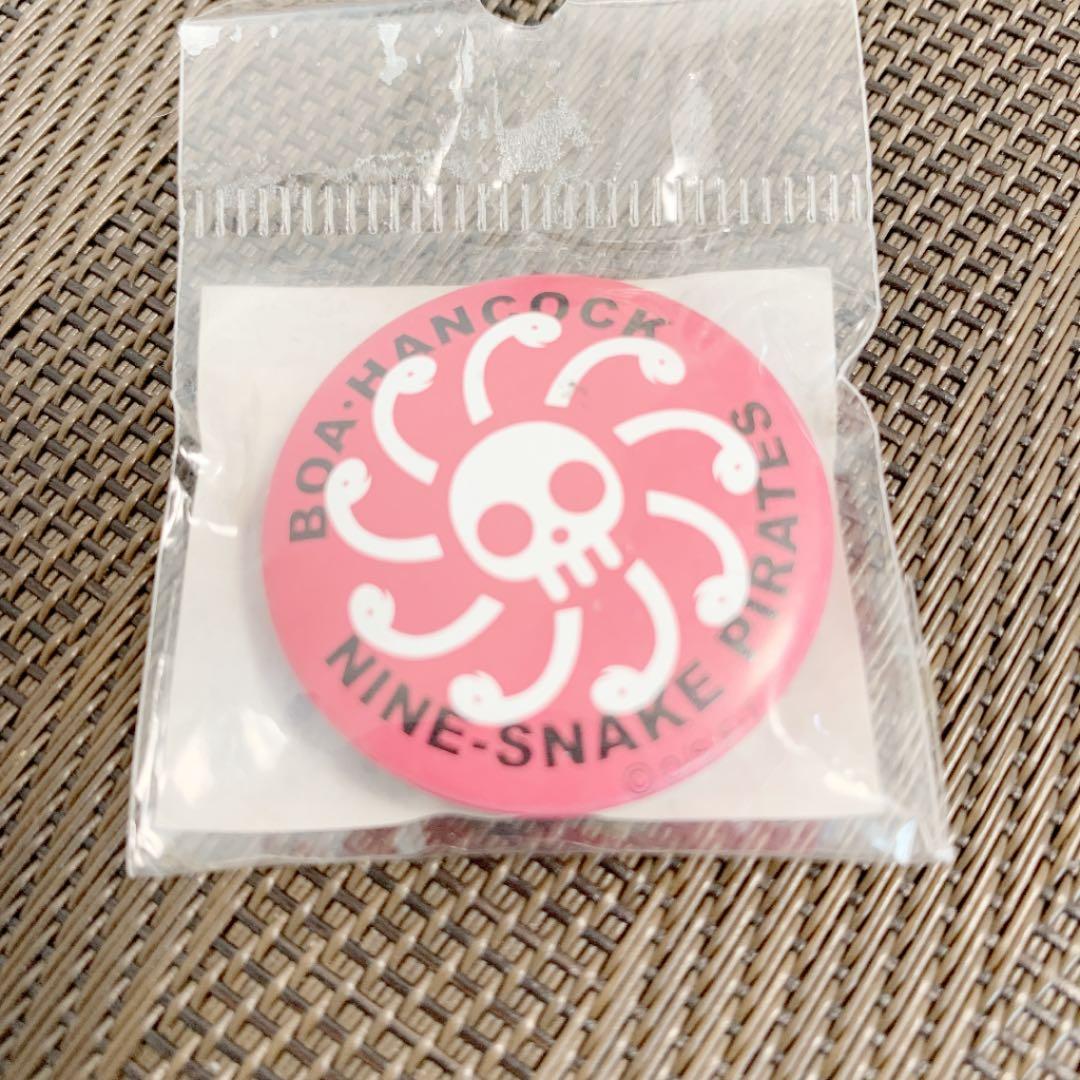 BOA·HANCOCK
NINE-SNAKE PIRATES
©